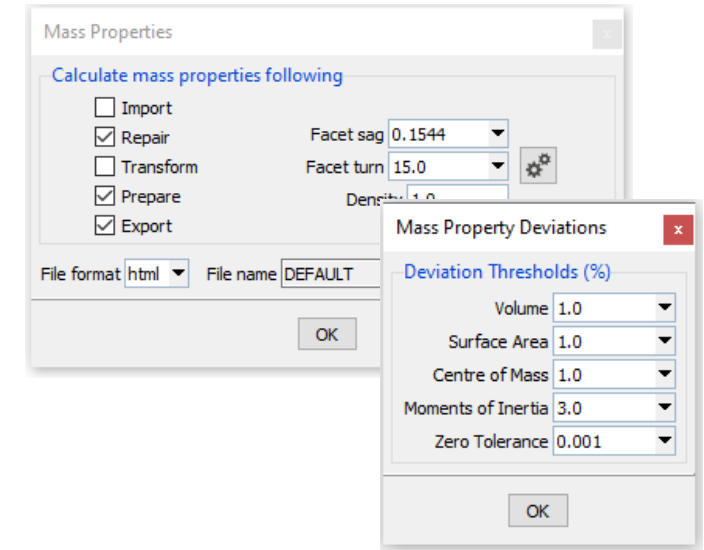 Mass Properties
x
Calculate mass properties following
Import
Repair
Facet sag 0.1544
Transform
Facet turn 15.0
Prepare
Export
File format html File name DEFAULT
OK
Mass Property Deviations
x
Deviation Thresholds (%)
Volume 1.0
Surface Area 1.0
Centre of Mass 1.0
Moments of Inertia 3.0
Zero Tolerance 0.001
OK